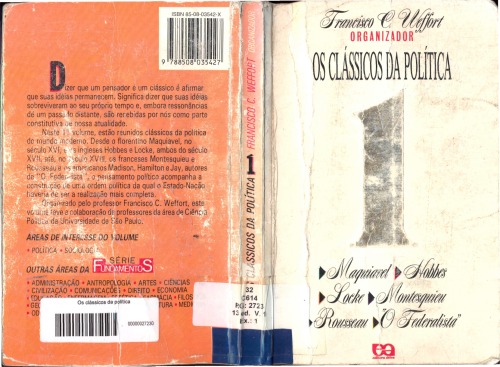 ISBN 85-08-03542-X
9 788508 035427
Dizer que um pensador e um clássico é afirmar
que suas idéias permanecem. Significa dizer que suas idéias
sobreviveram ao seu próprio tempo e, embora ressonâncias
de um passado distante, são recebidas por nós como parte
constitutiva de nossa atualidade.
Neste volume, estão reunidos clássicos da política
do mundo moderno. Desde o florentino Maquiavel, no
século XVI, e os ingleses Hobbes e Locke, ambos do século
XVII, até, no século XVIII, os franceses Montesquieu e
Rousseau e os americanos Madison, Hamilton e Jay, autores
de "O Federalista", o pensamento político acompanha a
constituição de uma ordem política da qual o Estado-Nação
haveria de ser a realização mais completa.
Organizado pelo professor Francisco C. Weffort, este
volume teve a colaboração de professores da área de Ciência
Política da Universidade de São Paulo.
ÁREAS DE INTERESSE DO VOLUME
• POLÍTICA • SOCIOLOGIA
OUTRAS ÁREAS DA SÉRIE FUNDAMENTOS
• ADMINISTRAÇÃO • ANTROPOLOGIA • ARTES • CIÊNCIAS
• CIVILIZAÇÃO • COMUNICAÇÕES • DIREITO • ECONOMIA
Os clássicos da política
1 FRANCISCO C. WEFFORT ORGANIZADOR
CLÁSSICOS DA POLÍTICA
32
2723
13 ed. V. 1
EX.: 1
Francisco C. Weffort
ORGANIZADOR
OS CLÁSSICOS DA POLÍTICA
1
Maquiavel Hobbes
Locke Montesquieu
Rousseau "O Federalista"